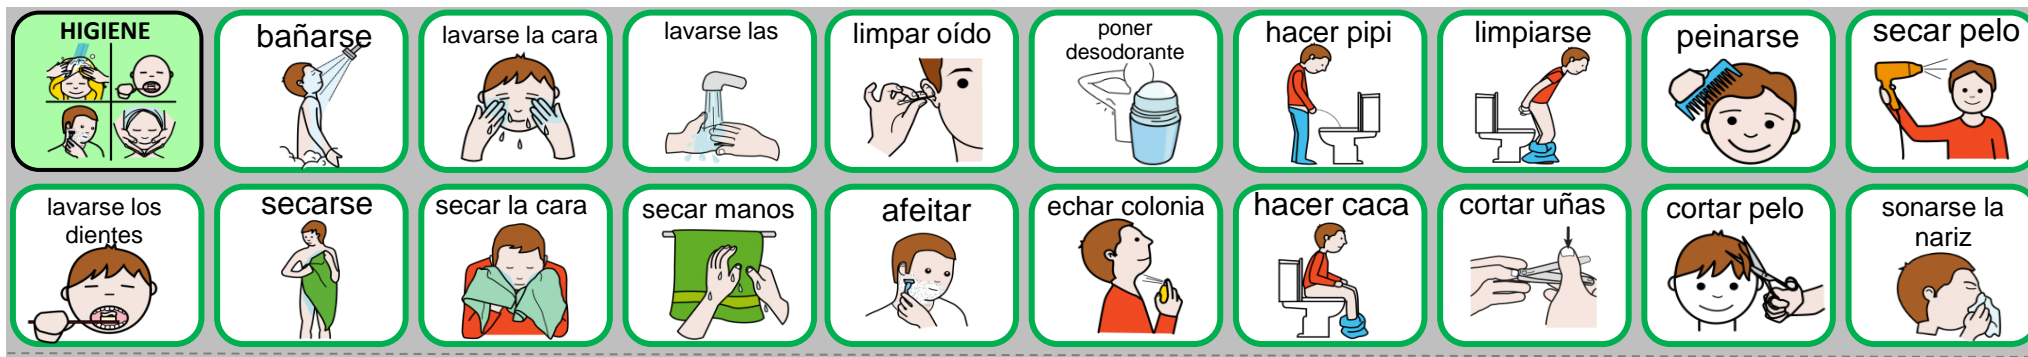 HIGIENE
bañarse
lavarse la cara
lavarse las
limpar oído
poner
desodorante
hacer pipi
limpiarse
peinarse
secar pelo
lavarse los
dientes
secarse
secar la cara
secar manos
afeitar
echar colonia
hacer caca
cortar uñas
cortar pelo
sonarse la
nariz